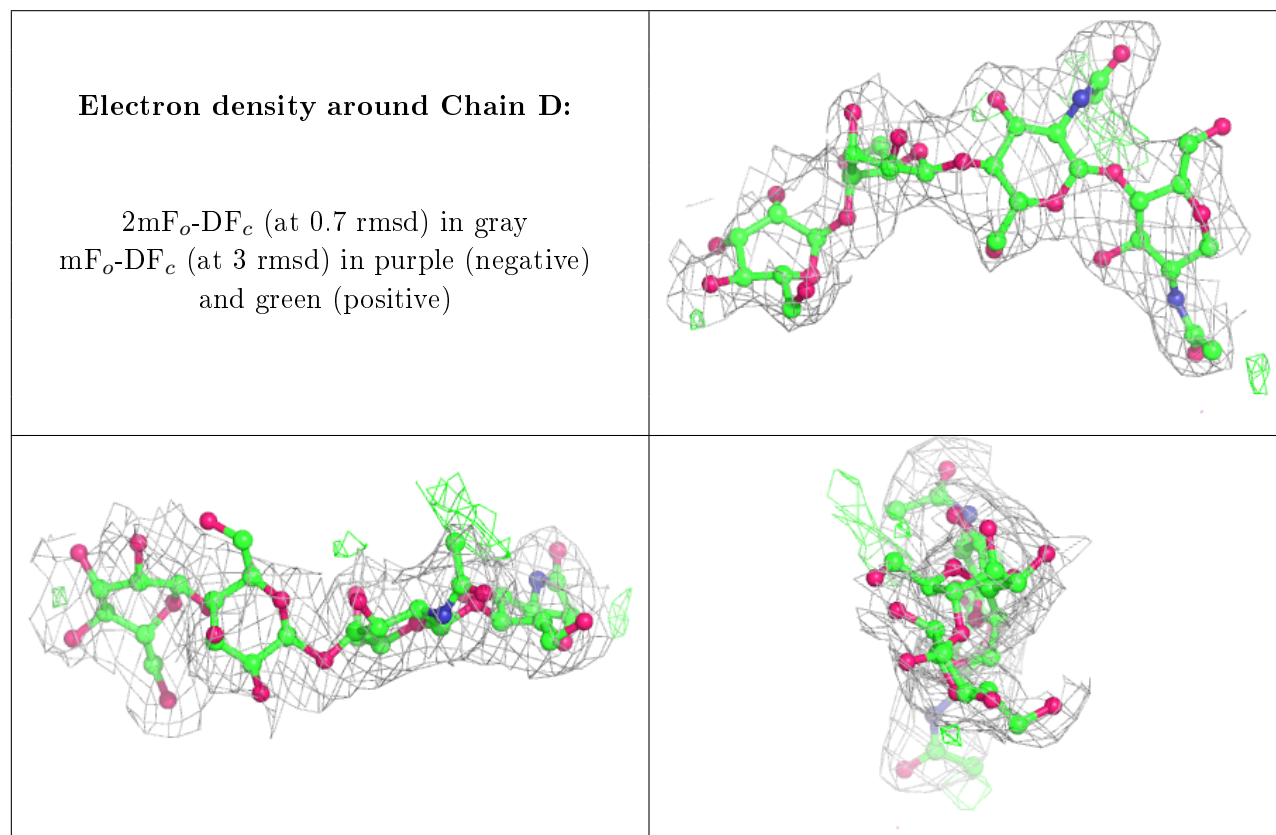 Electron density around Chain D:
2mFₒ-DF𝒸 (at 0.7 rmsd) in gray
mFₒ-DF𝒸 (at 3 rmsd) in purple (negative)
and green (positive)